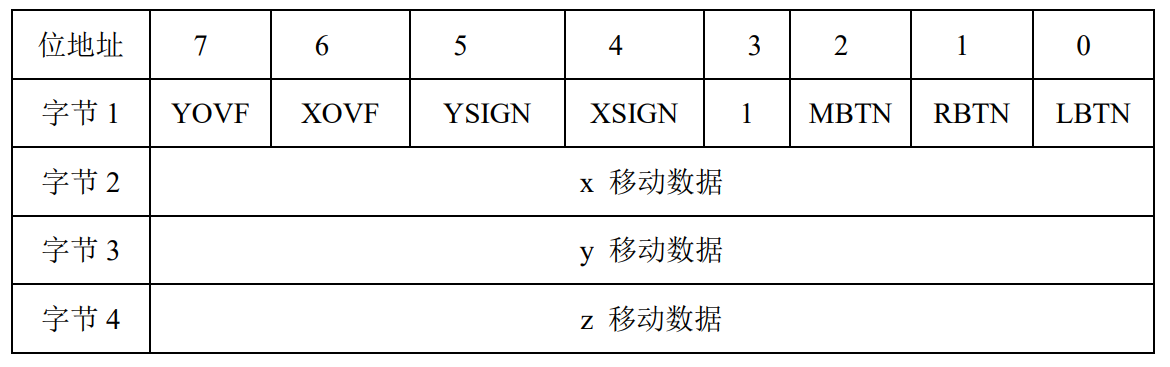 位地址 7 6 5 4 3 2 1 0
字节1 YOVF XOVF YSIGN XSIGN 1 MBTN RBTN LBTN
字节2 x 移动数据
字节3 y 移动数据
字节4 z 移动数据